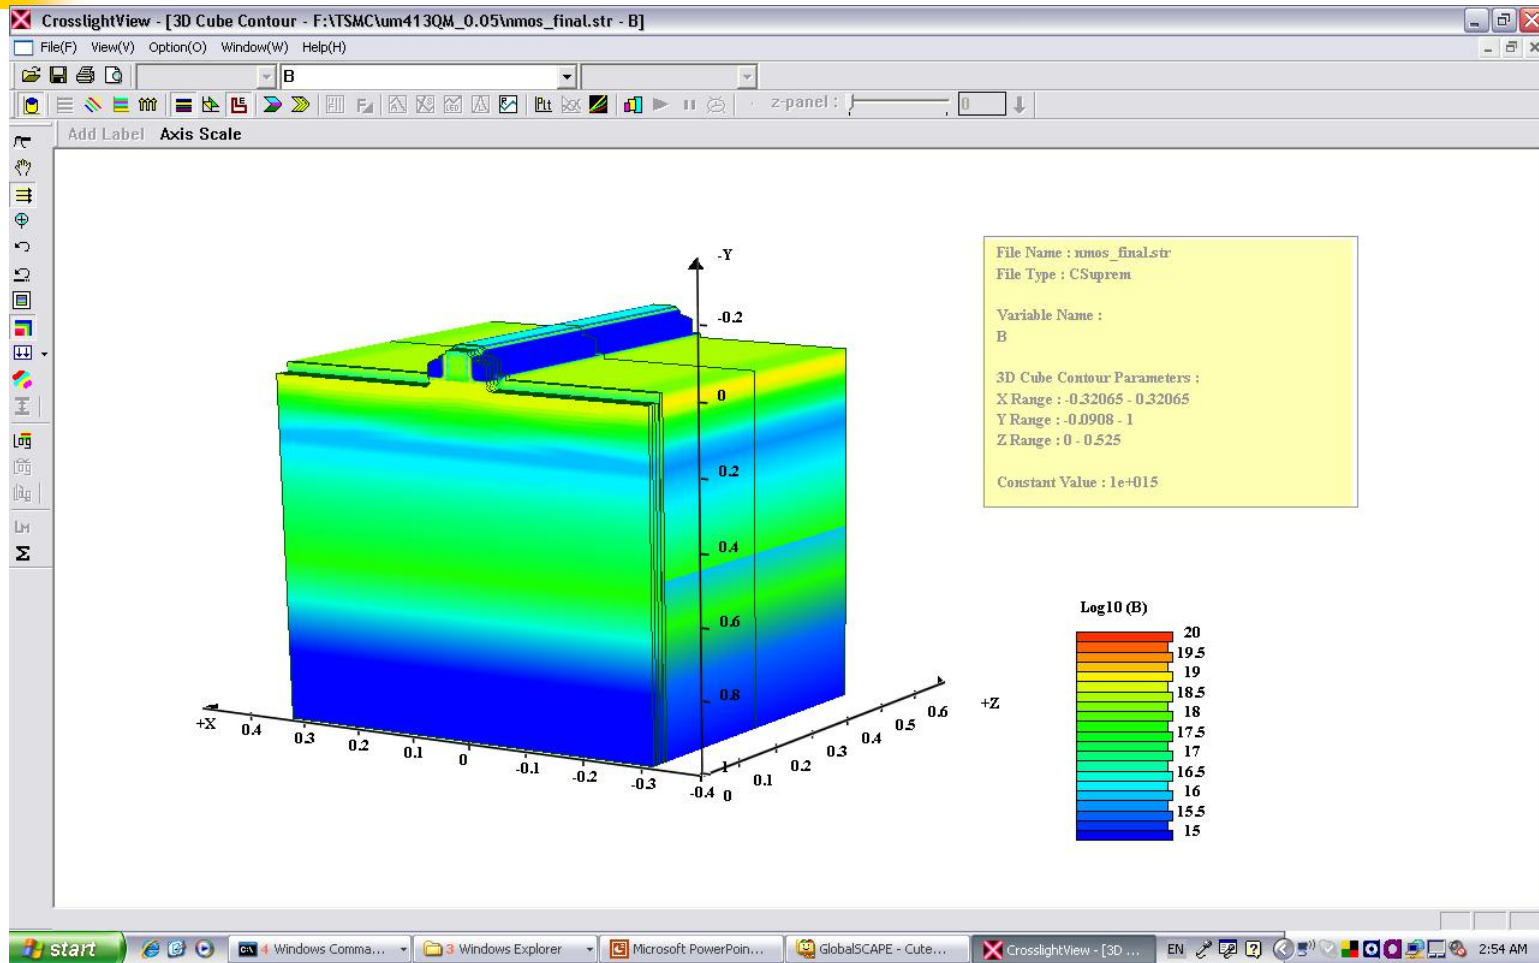 CrosslightView - [3D Cube Contour - F:\TSMC\um413QM_0.05\nmos_final.str - B]
File(F) View(V) Option(O) Window(W) Help(H)
B
Plt z-panel : 0
Add Label Axis Scale
Log
LM
Σ
-Y
-0.2
0
0.2
0.4
0.6
0.8
1
+X 0.4 0.3 0.2 0.1 0 -0.1 -0.2 -0.3 -0.4
0 0.1 0.2 0.3 0.4 0.5 0.6 +Z
File Name : nmos_final.str
File Type : CSuprem
Variable Name :
B
3D Cube Contour Parameters :
X Range : -0.32065 - 0.32065
Y Range : -0.0908 - 1
Z Range : 0 - 0.525
Constant Value : 1e+015
Log10 (B)
20
19.5
19
18.5
18
17.5
17
16.5
16
15.5
15
start 4 Windows Comma... 3 Windows Explorer Microsoft PowerPoin... GlobalSCAPE - Cute... CrosslightView - [3D ... EN 2:54 AM